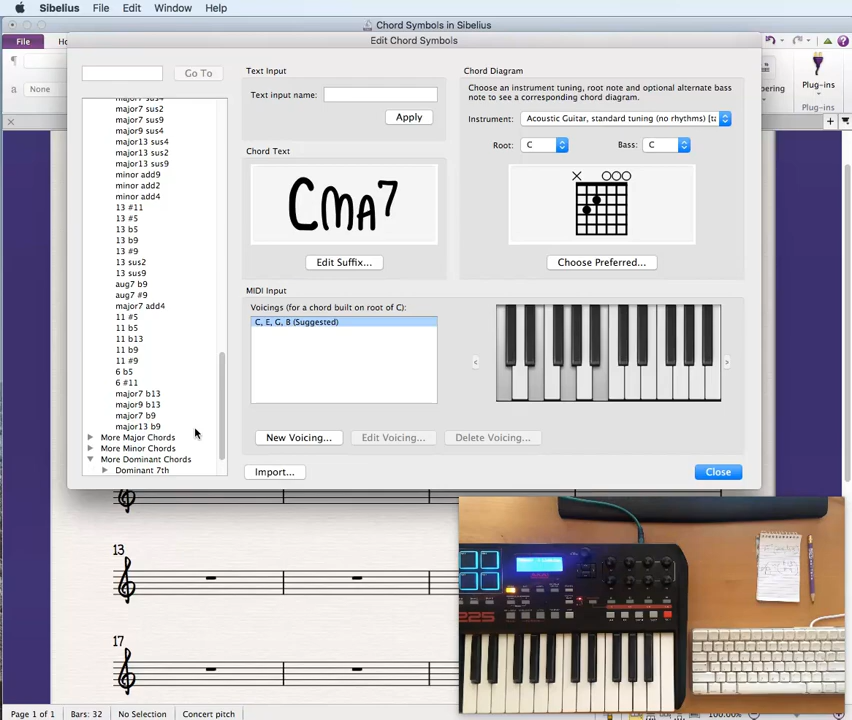 Sibelius File Edit Window Help
Chord Symbols in Sibelius
Edit Chord Symbols
File
Go To
Text Input
Text input name:
Apply
Chord Text
CMA7
Edit Suffix...
Chord Diagram
Choose an instrument tuning, root note and optional alternate bass
note to see a corresponding chord diagram.
Instrument: Acoustic Guitar, standard tuning (no rhythms)
Root: C Bass: C
Choose Preferred...
MIDI Input
Voicings (for a chord built on root of C):
C, E, G, B (Suggested)
New Voicing... Edit Voicing... Delete Voicing...
Import... Close
None
Plug-ins
Plug-ins
major7 sus4
major7 sus2
major7 sus9
major9 sus4
major13 sus4
major13 sus2
major13 sus9
minor add9
minor add2
minor add4
13 #11
13 #5
13 b5
13 b9
13 #9
13 sus2
13 sus9
aug7 b9
aug7 #9
major7 add4
11 #5
11 b5
11 b13
11 b9
11 #9
6 b5
6 #11
major7 b13
major9 b13
major7 b9
major13 b9
More Major Chords
More Minor Chords
More Dominant Chords
Dominant 7th
13
17
225
Page 1 of 1 Bars: 32 No Selection Concert pitch